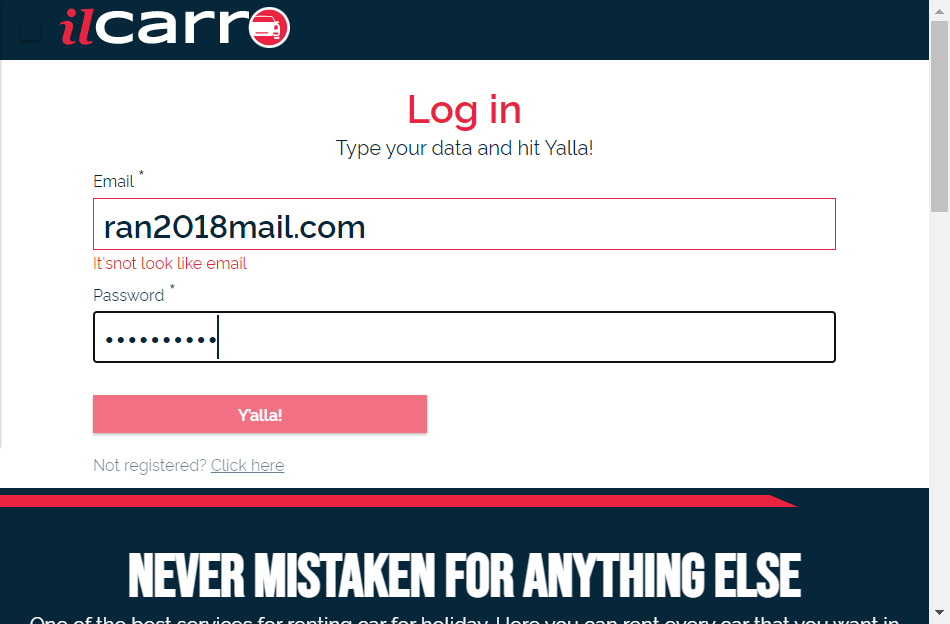 ilcarro
Log in
Type your data and hit Yalla!
Email *
ran2018mail.com
It'snot look like email
Password *
••••••••••
Y'alla!
Not registered? Click here
NEVER MISTAKEN FOR ANYTHING ELSE
One of the best services for renting car for holiday. Here you can rent every car that you want in